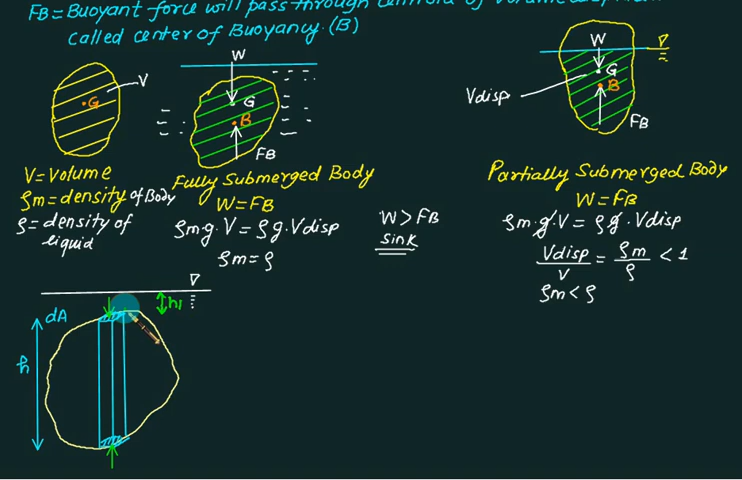 FB = Buoyant force will pass through
called center of Buoyancy. (B)
V
G
W
G
B
FB
W
G
B
Vdisp
FB
V = Volume
ρm = density of Body
ρ = density of liquid
Fully Submerged Body
W = FB
ρm·g·V = ρg·Vdisp
ρm = ρ
W > FB
sink
Partially Submerged Body
W = FB
ρm·g·V = ρg·Vdisp
Vdisp/V = ρm/ρ < 1
ρm < ρ
dA
h1
h